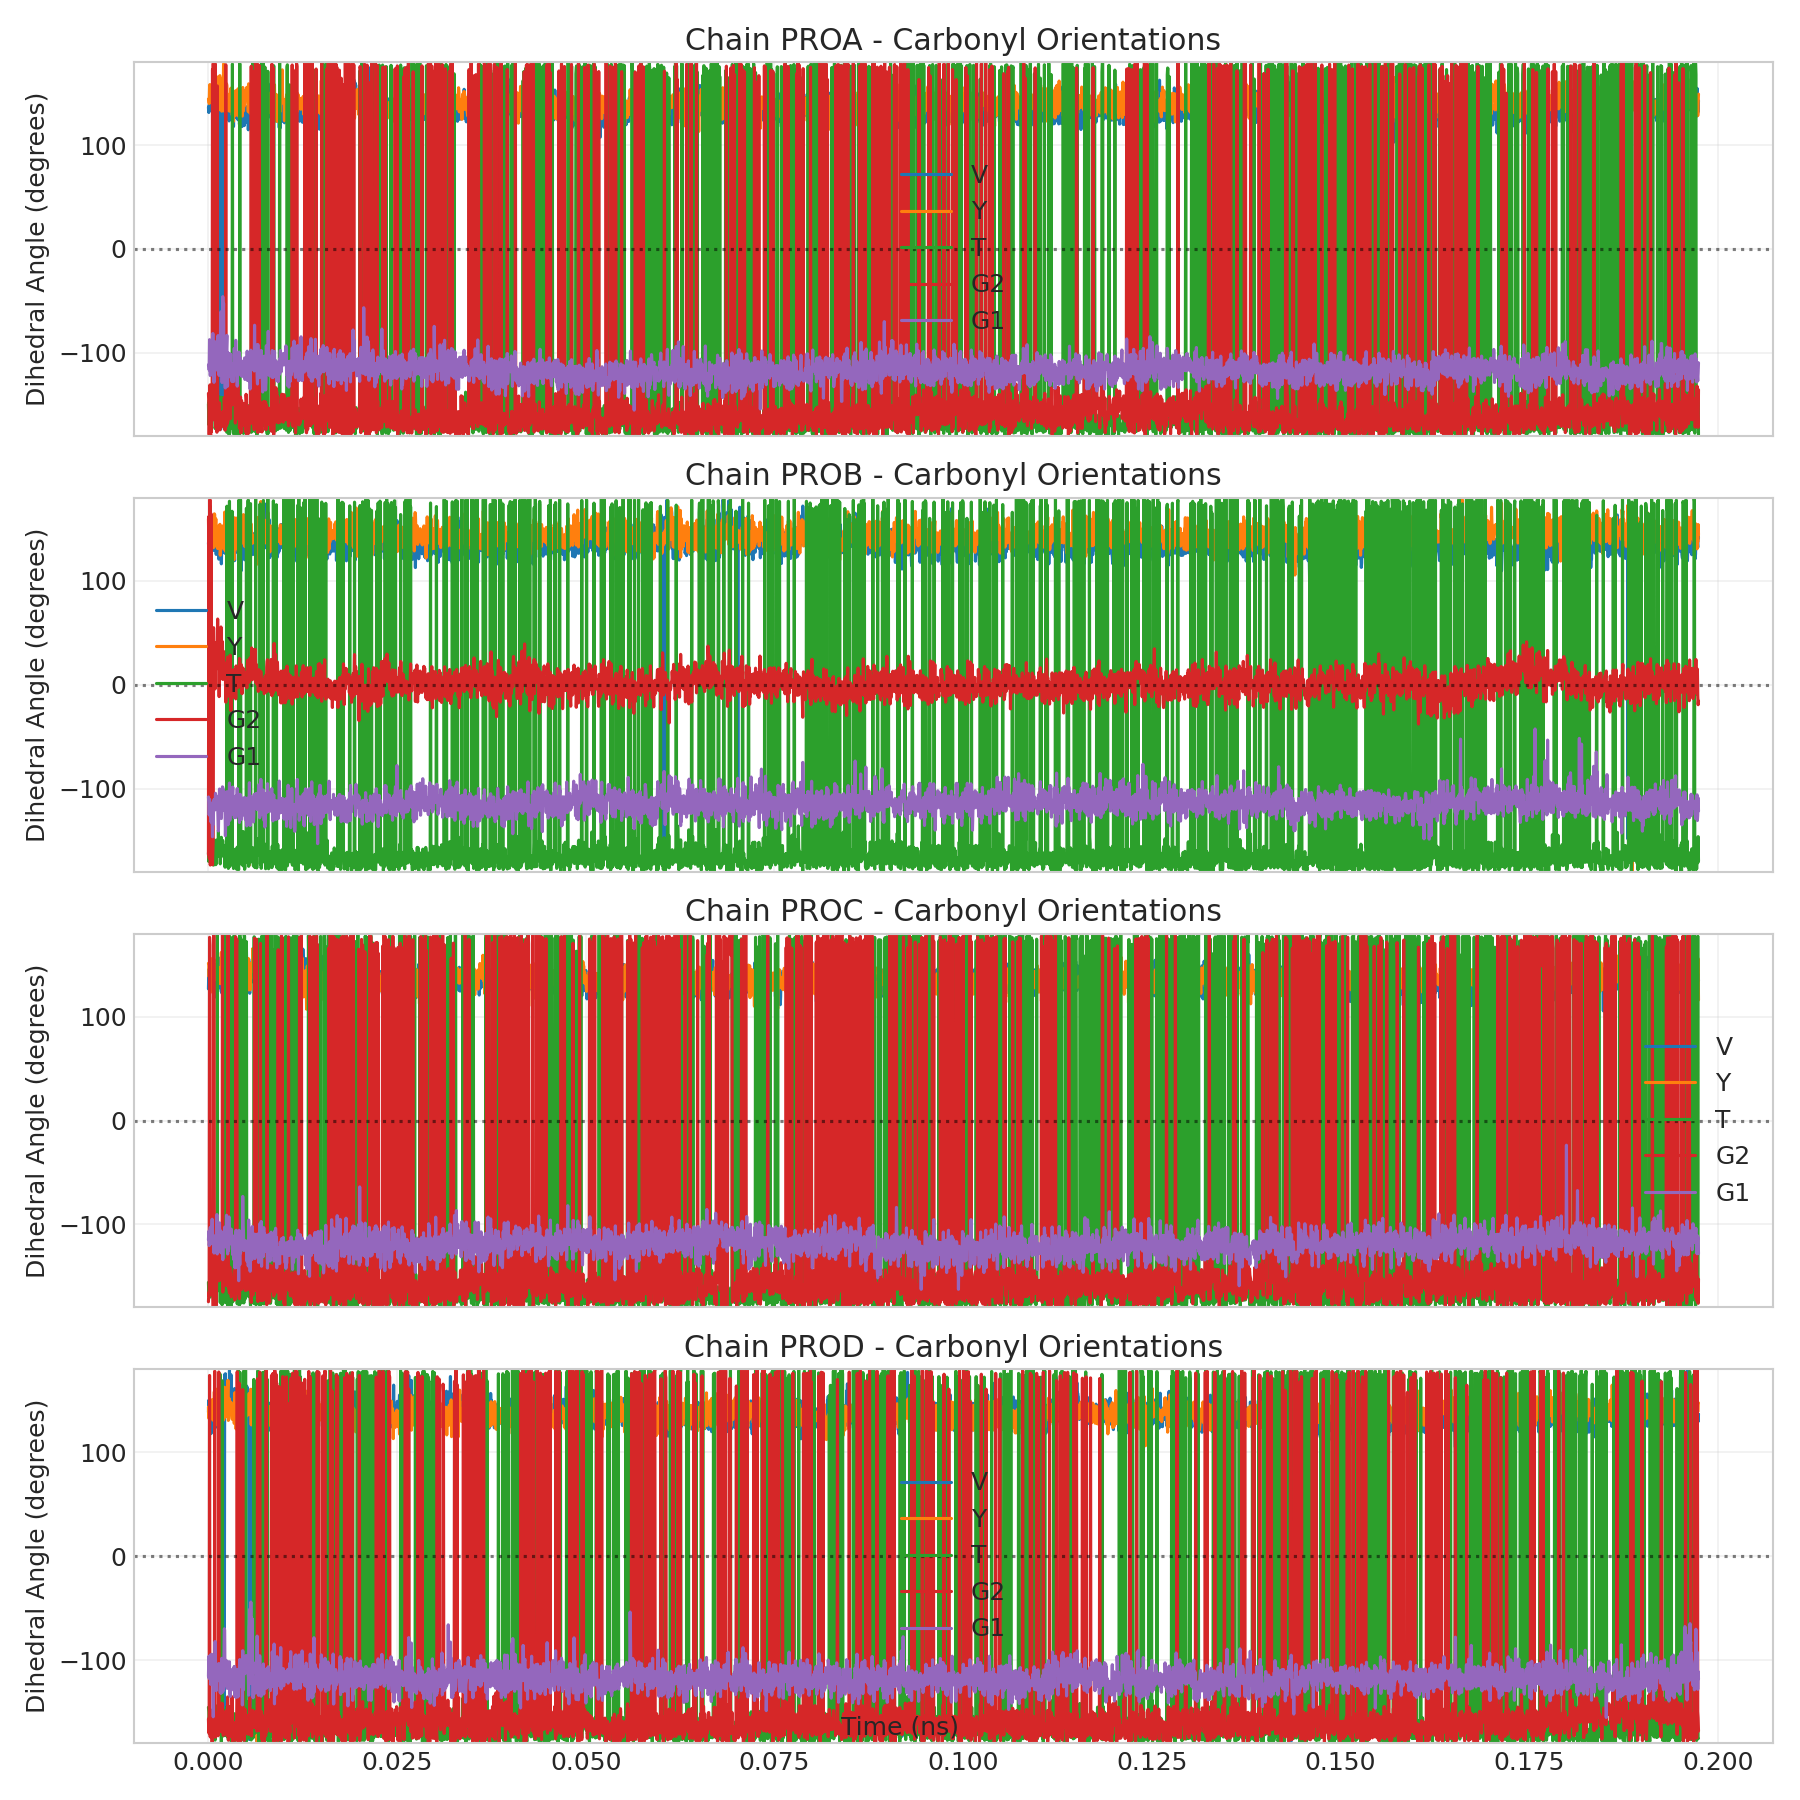 Chain PROA - Carbonyl Orientations
Dihedral Angle (degrees)
100
0
−100
V
Y
T
G2
G1
Chain PROB - Carbonyl Orientations
Dihedral Angle (degrees)
100
0
−100
V
Y
T
G2
G1
Chain PROC - Carbonyl Orientations
Dihedral Angle (degrees)
100
0
−100
V
Y
T
G2
G1
Chain PROD - Carbonyl Orientations
Dihedral Angle (degrees)
100
0
−100
V
Y
T
G2
G1
Time (ns)
0.000 0.025 0.050 0.075 0.100 0.125 0.150 0.175 0.200